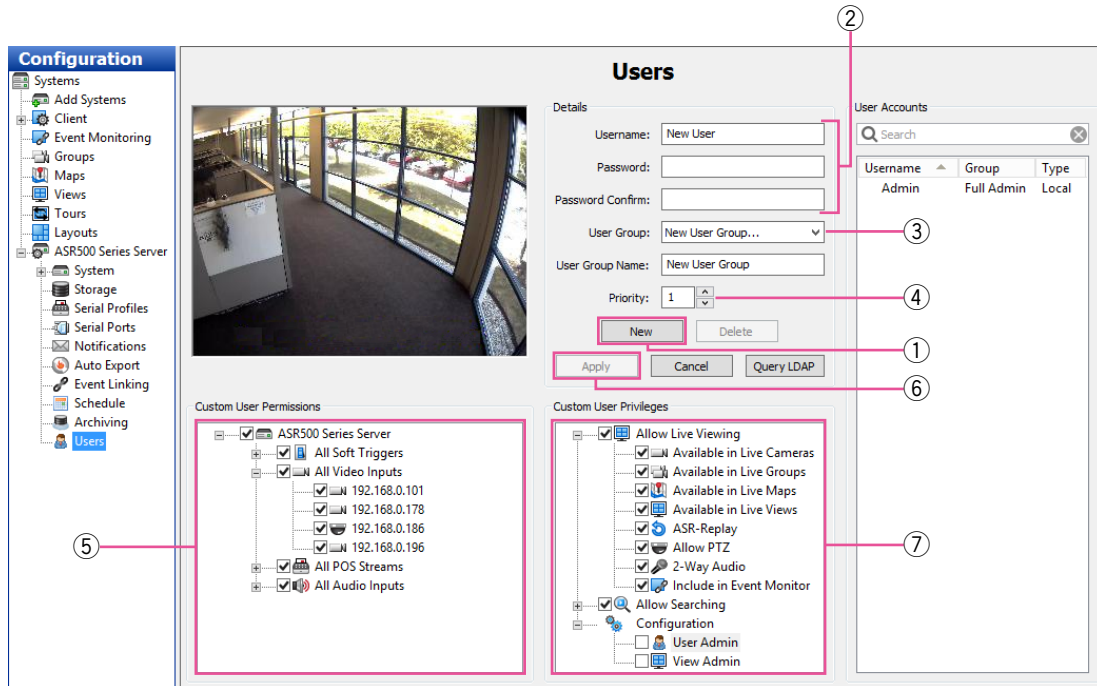 ②
Configuration
Systems
Add Systems
Client
Event Monitoring
Groups
Maps
Views
Tours
Layouts
ASR500 Series Server
System
Storage
Serial Profiles
Serial Ports
Notifications
Auto Export
Event Linking
Schedule
Archiving
Users
Users
Details
Username: New User
Password:
Password Confirm:
User Group: New User Group...
③
User Group Name: New User Group
Priority: 1
④
New Delete
①
Apply Cancel Query LDAP
⑥
User Accounts
Search
Username Group Type
Admin Full Admin Local
Custom User Permissions
ASR500 Series Server
All Soft Triggers
All Video Inputs
192.168.0.101
192.168.0.178
192.168.0.186
192.168.0.196
All POS Streams
All Audio Inputs
⑤
Custom User Privileges
Allow Live Viewing
Available in Live Cameras
Available in Live Groups
Available in Live Maps
Available in Live Views
ASR-Replay
Allow PTZ
2-Way Audio
Include in Event Monitor
Allow Searching
Configuration
User Admin
View Admin
⑦